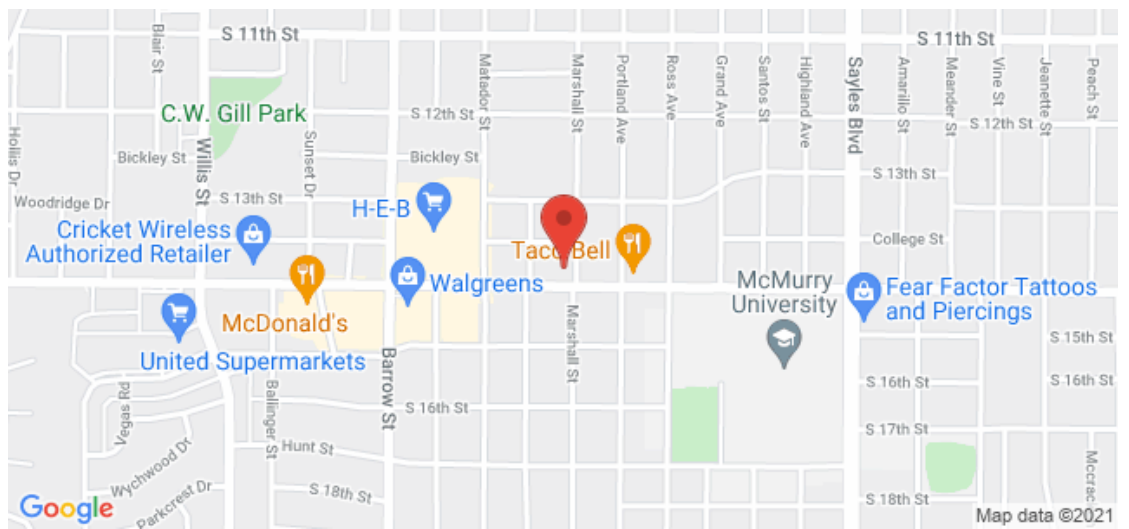 S 11th St
S 11th St
Blair St
C.W. Gill Park
Hollis Dr
Willis St
Sunset Dr
Bickley St
Matador St
S 12th St
Bickley St
Marshall St
Portland Ave
Ross Ave
Grand Ave
Santos St
Highland Ave
Sayles Blvd
Amarillo St
Meander St
Vine St
Jeanette St
Peach St
S 12th St
S 13th St
S 13th St
Woodridge Dr
H-E-B
Cricket Wireless
Authorized Retailer
Taco Bell
College St
Walgreens
McMurry
University
Fear Factor Tattoos
and Piercings
McDonald's
United Supermarkets
Barrow St
Marshall St
S 15th St
S 16th St
S 16th St
S 16th St
Vegas Rd
Ballinger St
Hunt St
S 17th St
Wychwood Dr
Parkcrest Dr
S 18th St
S 18th St
Mccrac
Google
Map data ©2021